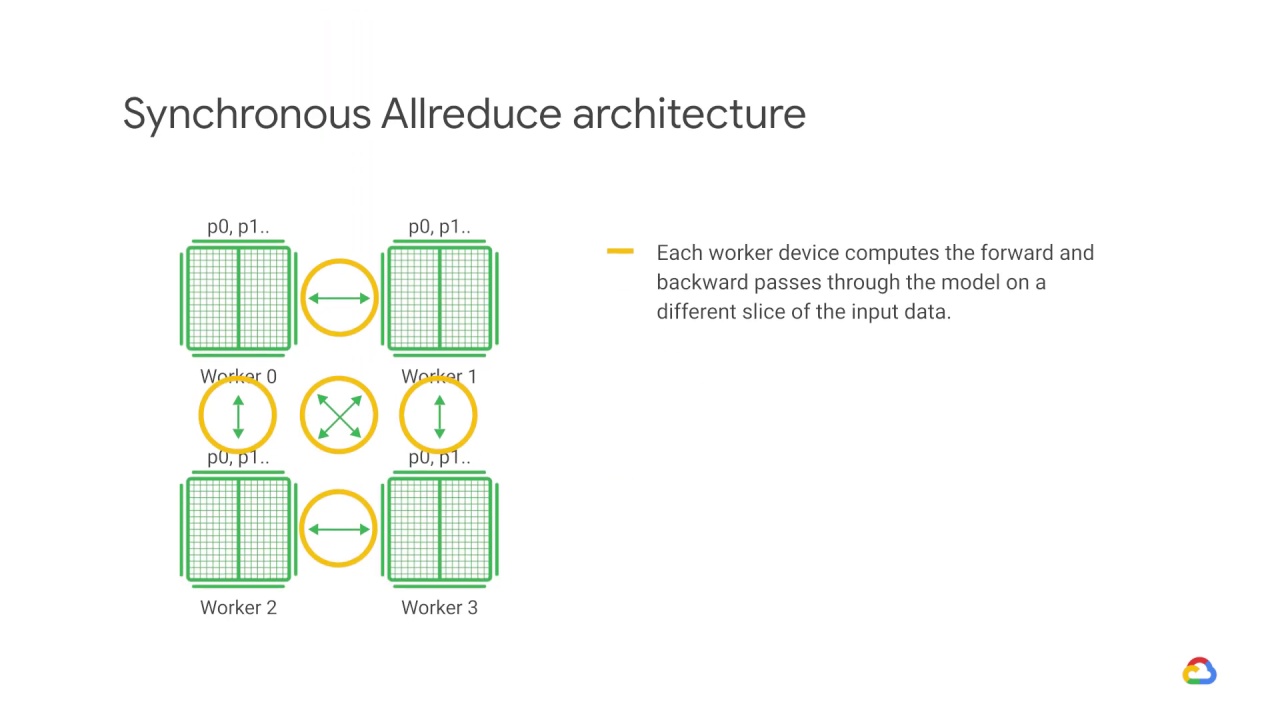 Synchronous Allreduce architecture
p0, p1..
p0, p1..
Worker 0
Worker 1
p0, p1..
p0, p1..
Worker 2
Worker 3
Each worker device computes the forward and
backward passes through the model on a
different slice of the input data.